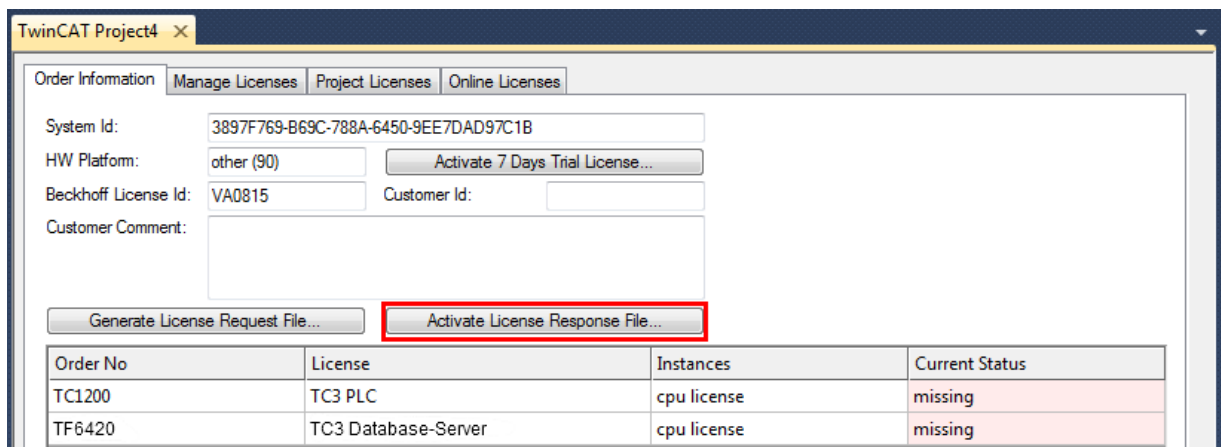 TwinCAT Project4
Order Information Manage Licenses Project Licenses Online Licenses
System Id: 3897F769-B69C-788A-6450-9EE7DAD97C1B
HW Platform: other (90) Activate 7 Days Trial License...
Beckhoff License Id: VA0815 Customer Id:
Customer Comment:
Generate License Request File... Activate License Response File...
Order No License Instances Current Status
TC1200 TC3 PLC cpu license missing
TF6420 TC3 Database-Server cpu license missing